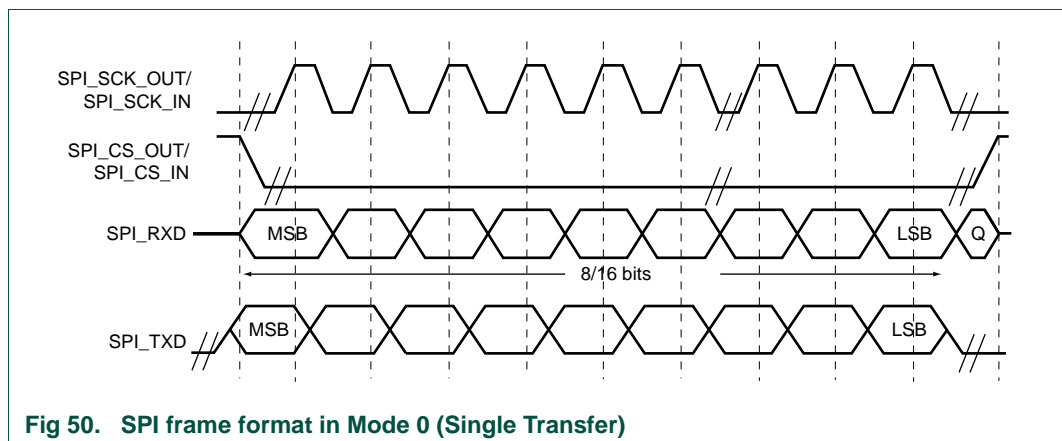 SPI_SCK_OUT/
SPI_SCK_IN
SPI_CS_OUT/
SPI_CS_IN
SPI_RXD
MSB
LSB
Q
8/16 bits
SPI_TXD
MSB
LSB
Fig 50. SPI frame format in Mode 0 (Single Transfer)